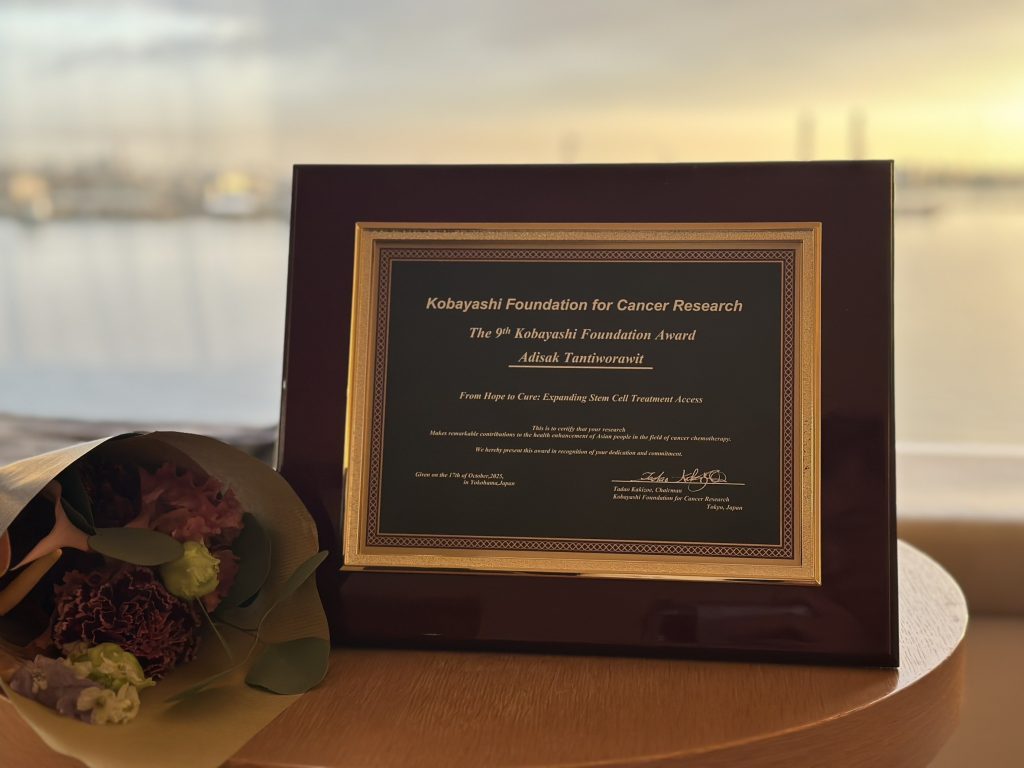 Kobayashi Foundation for Cancer Research
The 9th Kobayashi Foundation Award
Adisak Tantiworawit
From Hope to Cure: Expanding Stem Cell Treatment Access
This is to certify that your research
Makes remarkable contributions to the health enhancement of Asian people in the field of cancer chemotherapy.
We hereby present this award in recognition of your dedication and commitment.
Given on the 17th of October,2025,
in Yokohama,Japan
Tadao Kakizoe, Chairman
Kobayashi Foundation for Cancer Research
Tokyo, Japan